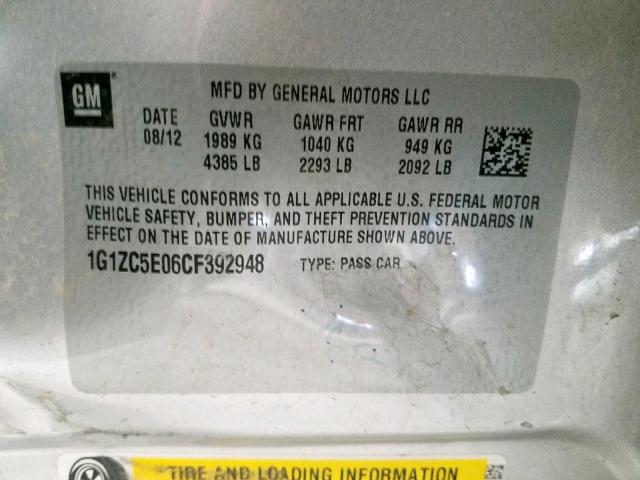 GM
MFD BY GENERAL MOTORS LLC
DATE GVWR GAWR FRT GAWR RR
08/12 1989 KG 1040 KG 949 KG
4385 LB 2293 LB 2092 LB
THIS VEHICLE CONFORMS TO ALL APPLICABLE U.S. FEDERAL MOTOR
VEHICLE SAFETY, BUMPER, AND THEFT PREVENTION STANDARDS IN
EFFECT ON THE DATE OF MANUFACTURE SHOWN ABOVE.
1G1ZC5E06CF392948 TYPE: PASS CAR
TIRE AND LOADING INFORMATION